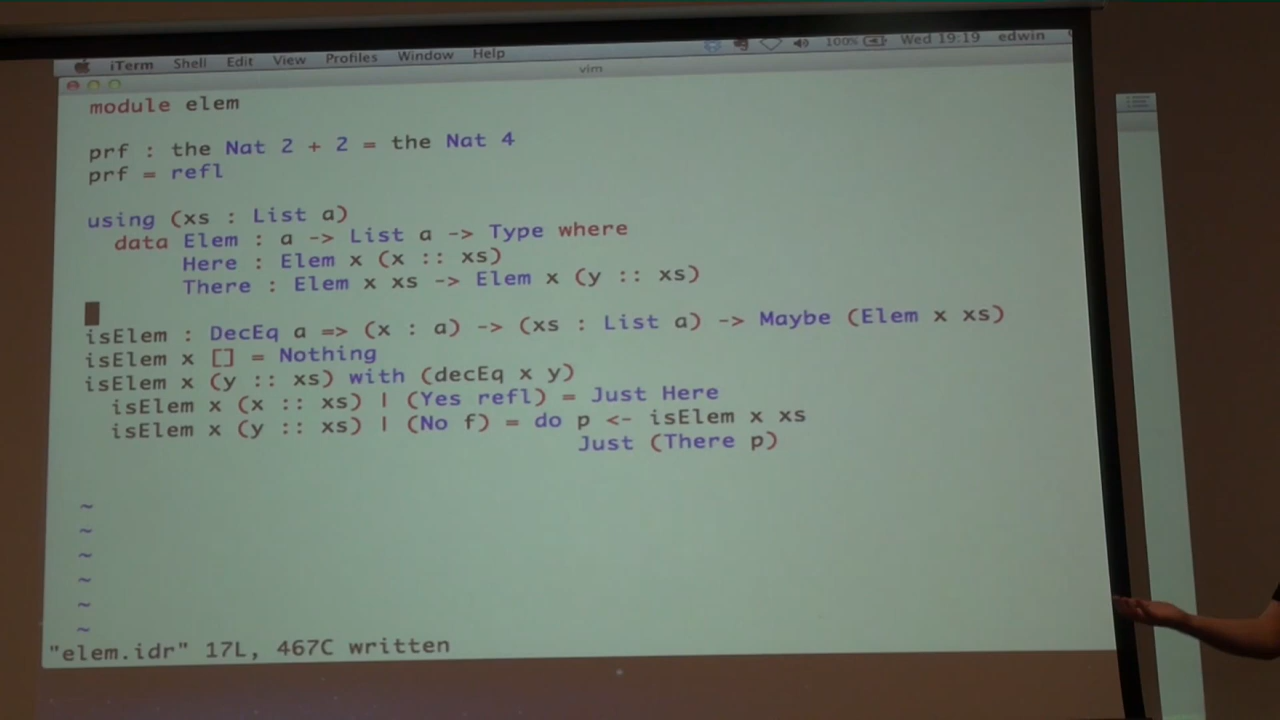 iTerm Shell Edit View Profiles Window Help 100% Wed 19:19 edwin
vim
module elem
prf : the Nat 2 + 2 = the Nat 4
prf = refl
using (xs : List a)
data Elem : a -> List a -> Type where
Here : Elem x (x :: xs)
There : Elem x xs -> Elem x (y :: xs)
isElem : DecEq a => (x : a) -> (xs : List a) -> Maybe (Elem x xs)
isElem x [] = Nothing
isElem x (y :: xs) with (decEq x y)
isElem x (x :: xs) | (Yes refl) = Just Here
isElem x (y :: xs) | (No f) = do p <- isElem x xs
Just (There p)
~
~
~
~
~
~
"elem.idr" 17L, 467C written